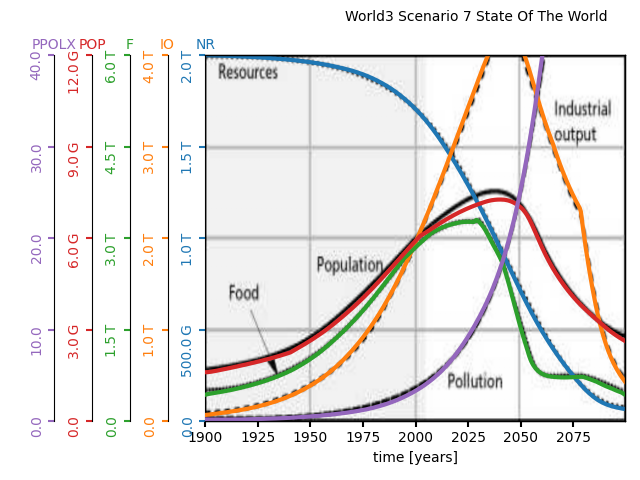 World3 Scenario 7 State Of The World
PPOLX POP F IO NR
40.0 12.0 G 6.0 T 4.0 T 2.0 T
30.0 9.0 G 4.5 T 3.0 T 1.5 T
20.0 6.0 G 3.0 T 2.0 T 1.0 T
10.0 3.0 G 1.5 T 1.0 T 500.0 G
0.0 0.0 0.0 0.0 0.0
Resources
Industrial
output
Population
Food
Pollution
1900 1925 1950 1975 2000 2025 2050 2075
time [years]